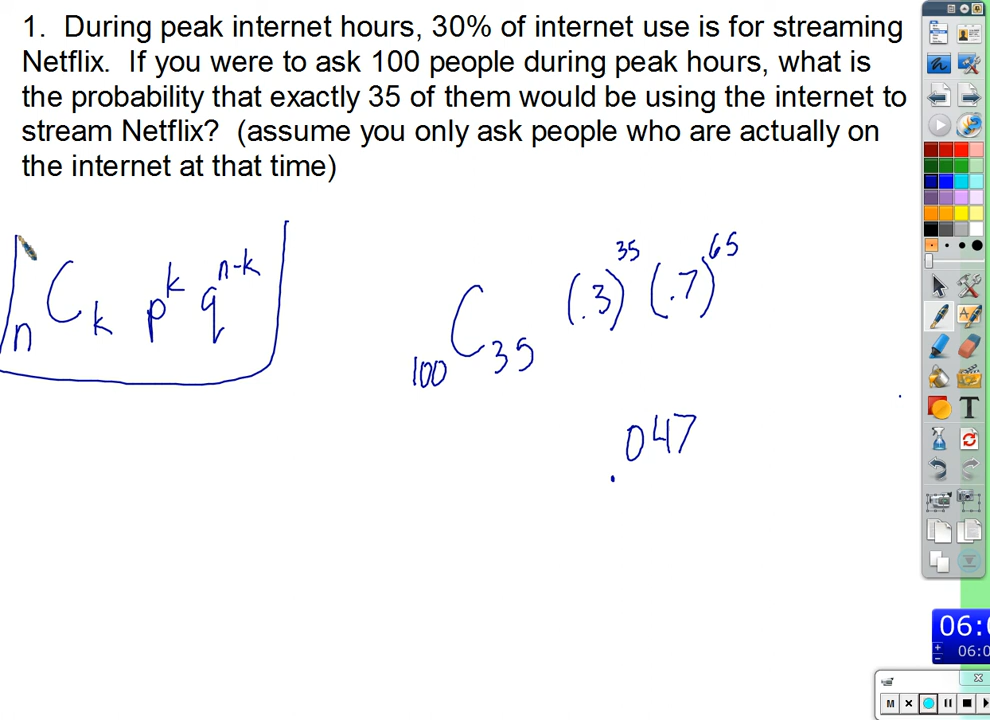 1. During peak internet hours, 30% of internet use is for streaming
Netflix. If you were to ask 100 people during peak hours, what is
the probability that exactly 35 of them would be using the internet to
stream Netflix? (assume you only ask people who are actually on
the internet at that time)
nCk p^k q^n-k
100C35 (.3)^35 (.7)^65
.047
06:
06:0
M